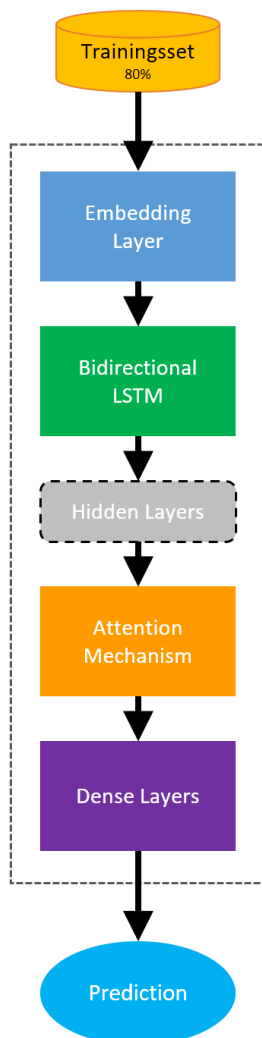 Trainingsset
80%
Embedding
Layer
Bidirectional
LSTM
Hidden Layers
Attention
Mechanism
Dense Layers
Prediction